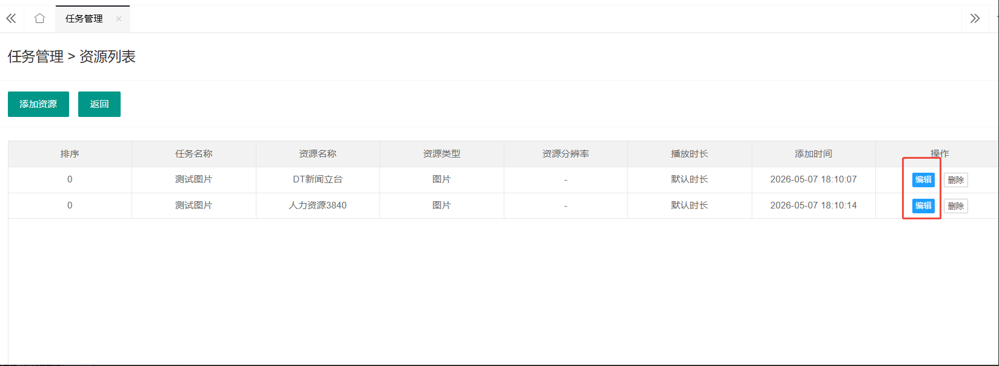 任务管理
任务管理 > 资源列表
添加资源 返回
排序 任务名称 资源名称 资源类型 资源分辨率 播放时长 添加时间 操作
0 测试图片 DT新闻立台 图片 - 默认时长 2026-05-07 18:10:07 编辑 删除
0 测试图片 人力资源3840 图片 - 默认时长 2026-05-07 18:10:14 编辑 删除